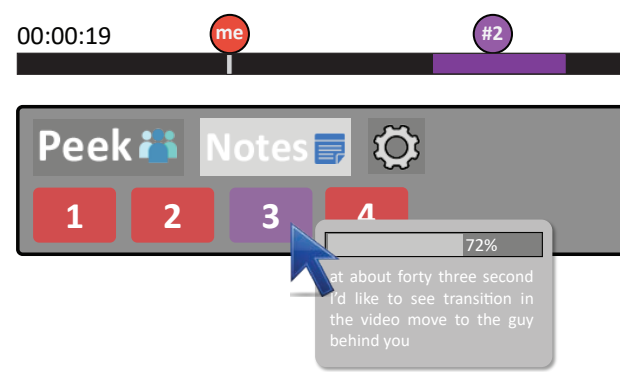 00:00:19
me
#2
Peek
Notes
1 2 3 4
72%
at about forty three second
I'd like to see transition in
the video move to the guy
behind you